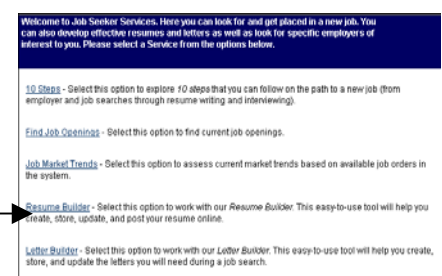 Welcome to Job Seeker Services. Here you can look for and get placed in a new job. You
can also develop effective resumes and letters as well as look for specific employers of
interest to you. Please select a Service from the options below.
10 Steps - Select this option to explore 10 steps that you can follow on the path to a new job (from
employer and job searches through resume writing and interviewing).
Find Job Openings - Select this option to find current job openings.
Job Market Trends - Select this option to assess current market trends based on available job orders in
the system.
Resume Builder - Select this option to work with our Resume Builder. This easy-to-use tool will help you
create, store, update, and post your resume online.
Letter Builder - Select this option to work with our Letter Builder. This easy-to-use tool will help you create,
store, and update the letters you will need during a job search.